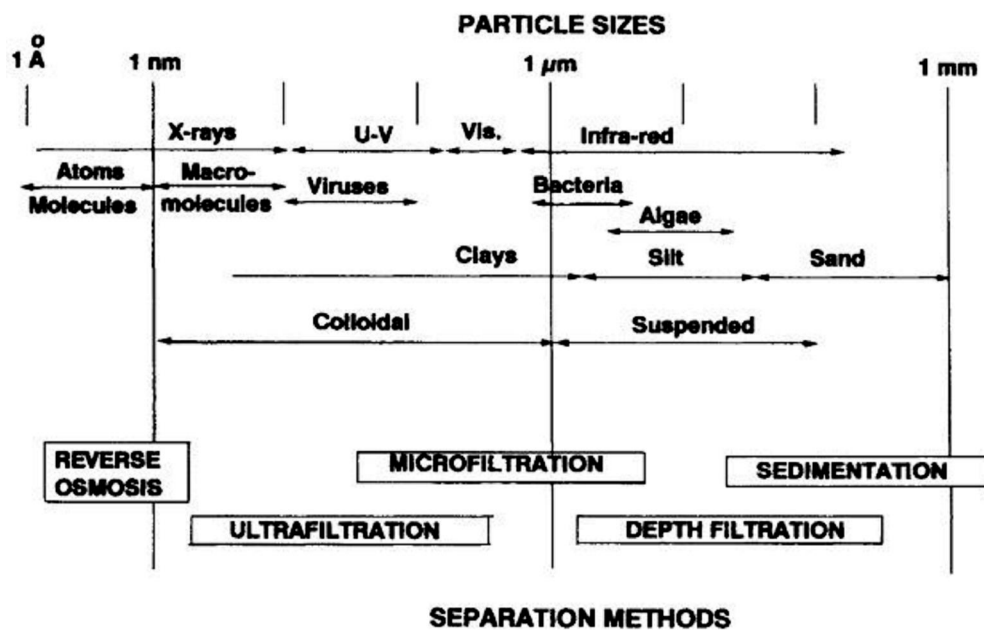 PARTICLE SIZES
1 Å
1 nm
1 µm
1 mm
X-rays
U-V
Vis.
Infra-red
Atoms
Molecules
Macro-
molecules
Viruses
Bacteria
Algae
Clays
Silt
Sand
Colloidal
Suspended
REVERSE
OSMOSIS
MICROFILTRATION
SEDIMENTATION
ULTRAFILTRATION
DEPTH FILTRATION
SEPARATION METHODS